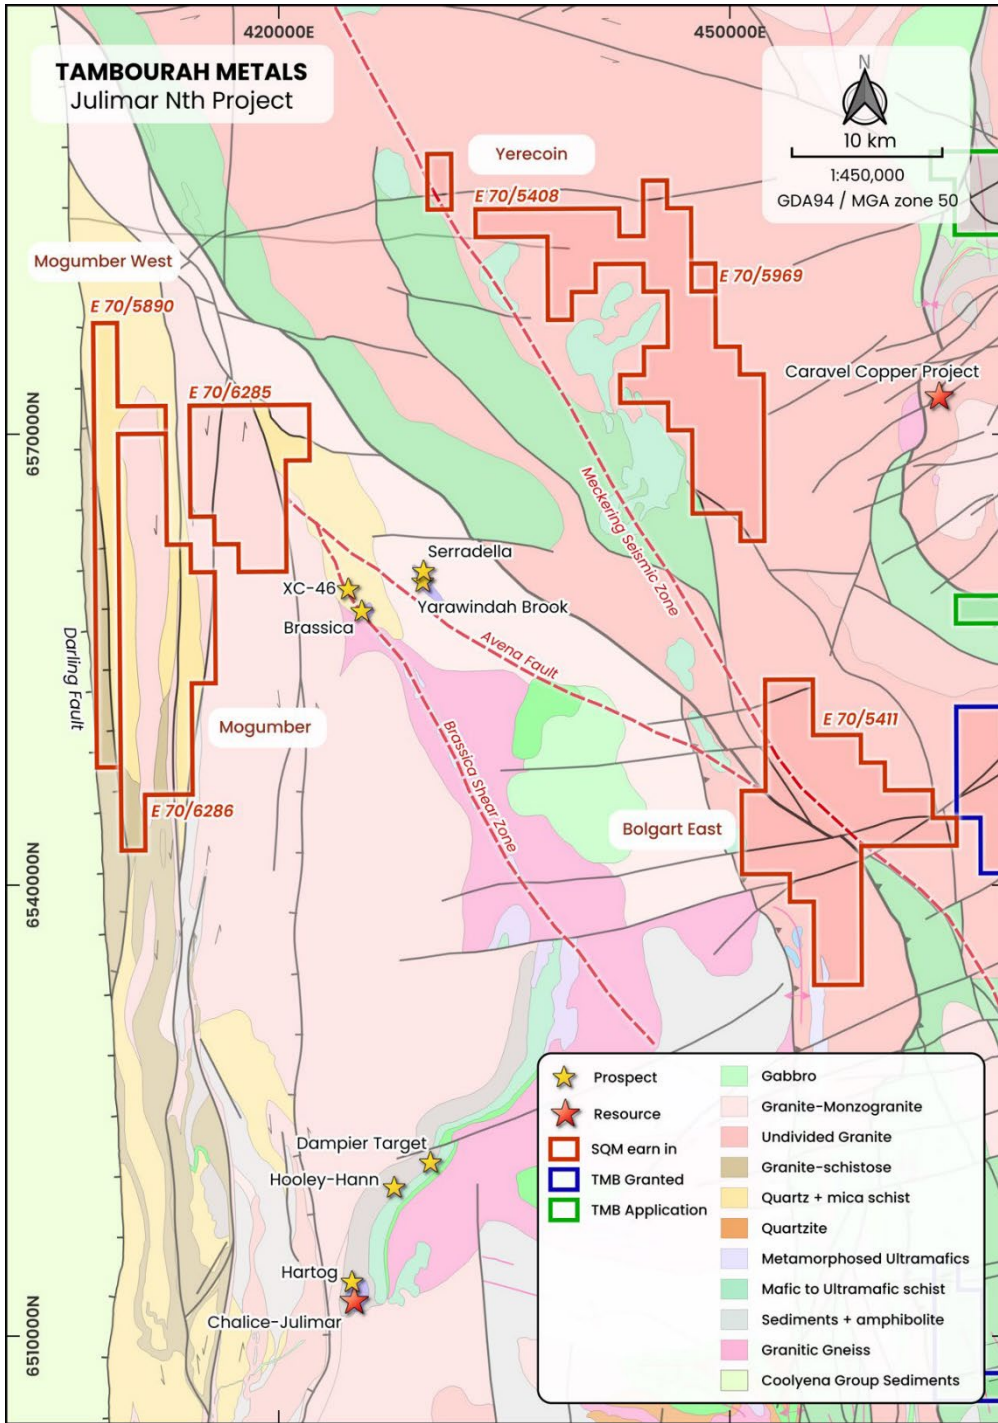 420000E
450000E
TAMBOURAH METALS
Julimar Nth Project
N
10 km
1:450,000
GDA94 / MGA zone 50
Yerecoin
E 70/5408
Mogumber West
E 70/5969
E 70/5890
Caravel Copper Project
E 70/6285
6570000N
Meckering Seismic Zone
Serradella
XC-46
Yarawindah Brook
Brassica
Avena Fault
Darling Fault
E 70/5411
Mogumber
Brassica Shear Zone
E 70/6286
Bolgart East
6540000N
Prospect
Resource
SQM earn in
TMB Granted
TMB Application
Gabbro
Granite-Monzogranite
Undivided Granite
Granite-schistose
Quartz + mica schist
Quartzite
Metamorphosed Ultramafics
Mafic to Ultramafic schist
Sediments + amphibolite
Granitic Gneiss
Coolyena Group Sediments
Dampier Target
Hooley-Hann
Hartog
Chalice-Julimar
6510000N